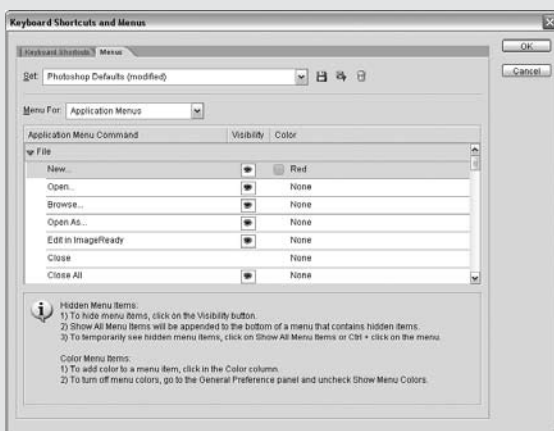 Keyboard Shortcuts and Menus
Keyboard Shortcuts Menus
OK
Set: Photoshop Defaults (modified)
Cancel
Menu For: Application Menus
Application Menu Command Visibility Color
File
New... Red
Open... None
Browse... None
Open As... None
Edit in ImageReady None
Close None
Close All None
Hidden Menu Items:
1) To hide menu items, click on the Visibility button.
2) Show All Menu Items will be appended to the bottom of a menu that contains hidden items.
3) To temporarily see hidden menu items, click on Show All Menu Items or Ctrl + click on the menu.
Color Menu Items:
1) To add color to a menu item, click in the Color column.
2) To turn off menu colors, go to the General Preference panel and uncheck Show Menu Colors.